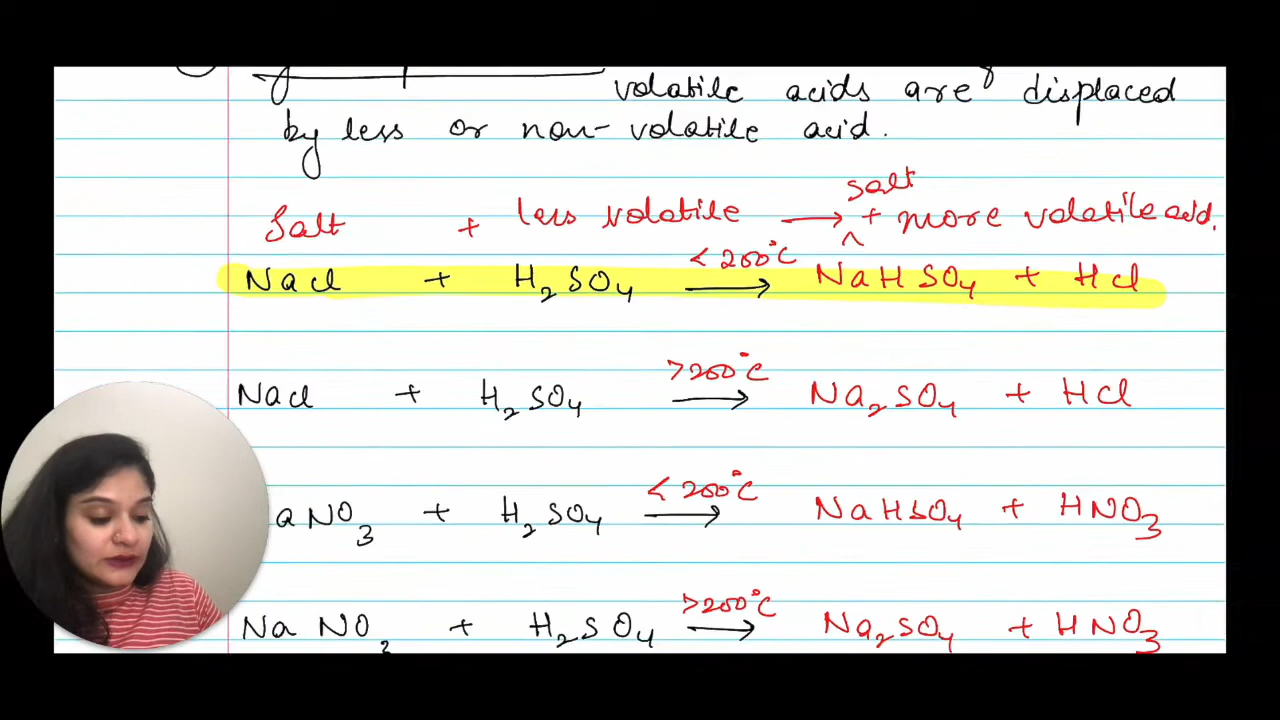 volatile acids are displaced
by less or non-volatile acid.
salt
Salt + less volatile → + more volatile acid.
^
NaCl + H₂SO₄ <200°C → NaHSO₄ + HCl
NaCl + H₂SO₄ >200°C → Na₂SO₄ + HCl
aNO₃ + H₂SO₄ <200°C → NaHSO₄ + HNO₃
NaNO₃ + H₂SO₄ >200°C → Na₂SO₄ + HNO₃